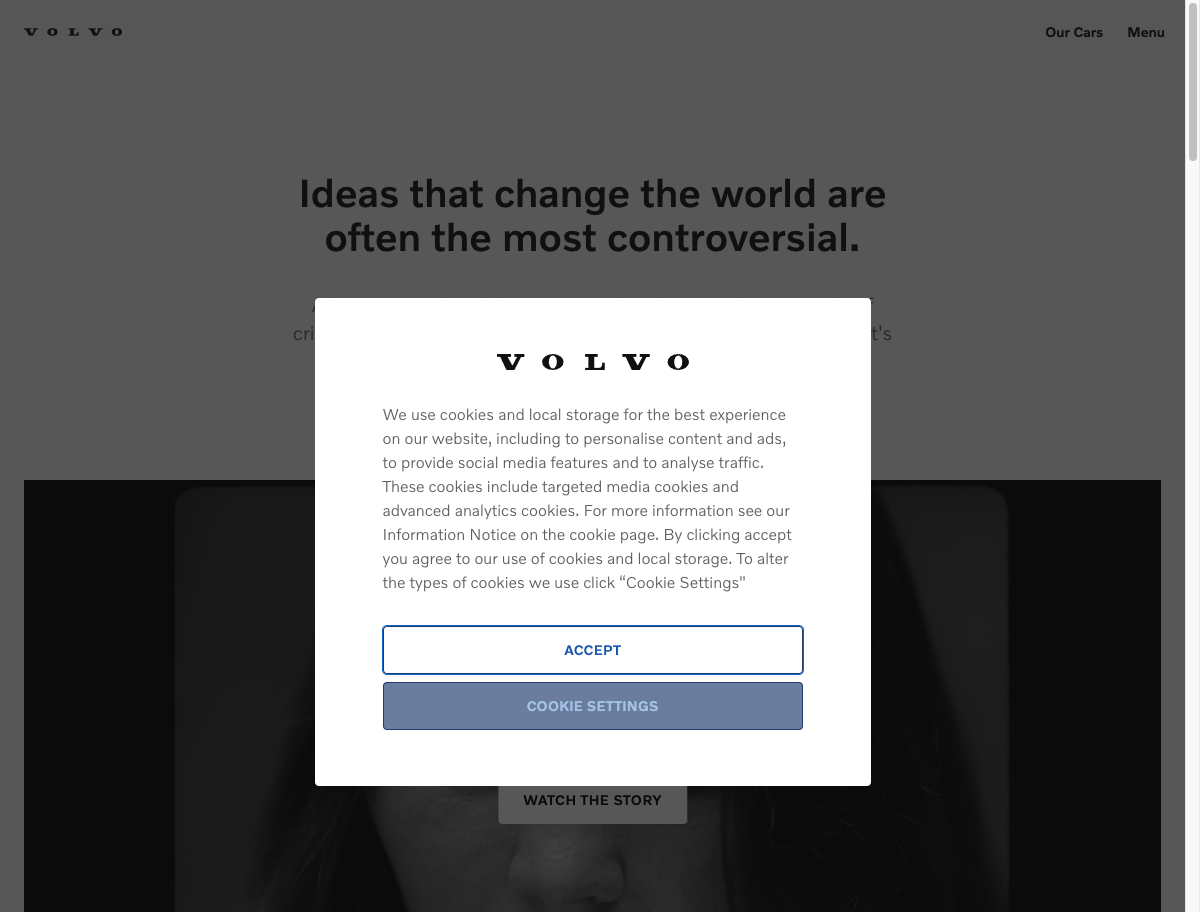 VOLVO
Our Cars
Menu
Ideas that change the world are
often the most controversial.
cri
t's
VOLVO
We use cookies and local storage for the best experience
on our website, including to personalise content and ads,
to provide social media features and to analyse traffic.
These cookies include targeted media cookies and
advanced analytics cookies. For more information see our
Information Notice on the cookie page. By clicking accept
you agree to our use of cookies and local storage. To alter
the types of cookies we use click “Cookie Settings"
ACCEPT
COOKIE SETTINGS
WATCH THE STORY